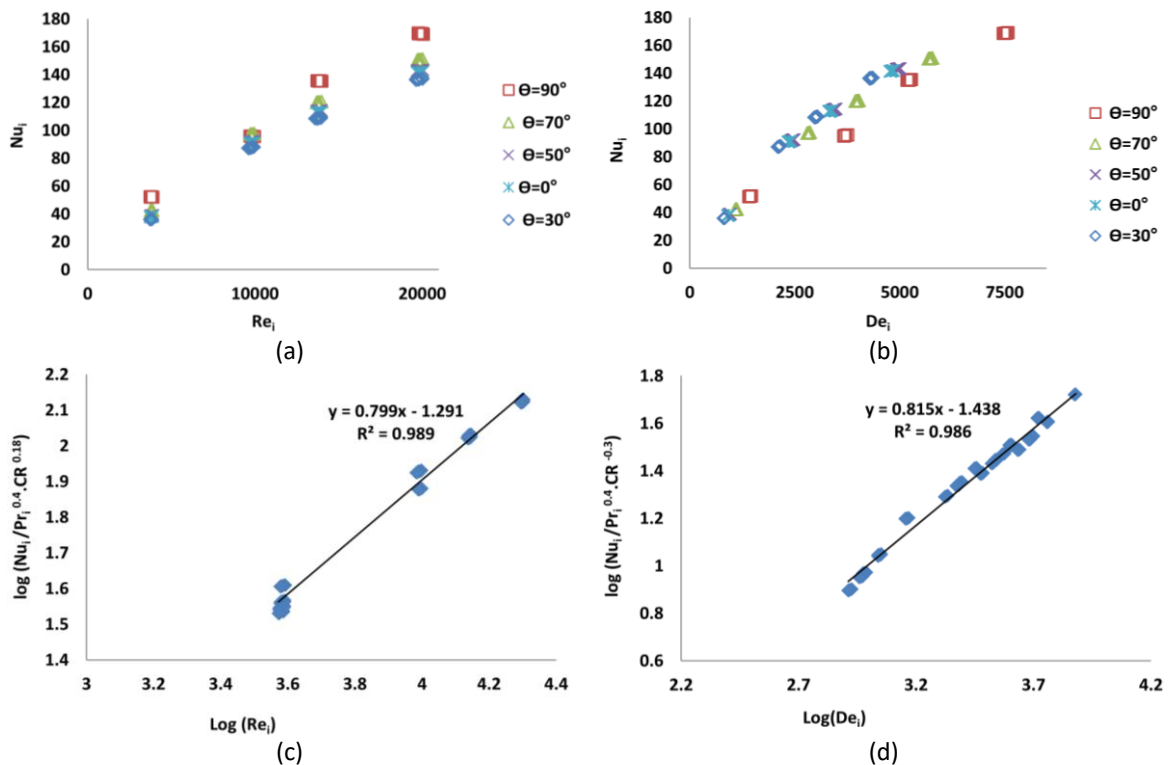 180
160
140
120
100
80
60
40
20
0
Nuᵢ
0
10000
20000
Reᵢ
ϴ=90°
ϴ=70°
ϴ=50°
ϴ=0°
ϴ=30°
(a)
180
160
140
120
100
80
60
40
20
0
Nuᵢ
0
2500
5000
7500
Deᵢ
ϴ=90°
ϴ=70°
ϴ=50°
ϴ=0°
ϴ=30°
(b)
2.2
2.1
2
1.9
1.8
1.7
1.6
1.5
1.4
log (Nuᵢ/Prᵢ⁰·⁴.CR⁰·¹⁸)
y = 0.799x - 1.291
R² = 0.989
3
3.2
3.4
3.6
3.8
4
4.2
4.4
Log (Reᵢ)
(c)
1.8
1.6
1.4
1.2
1
0.8
0.6
log (Nuᵢ/Prᵢ⁰·⁴.CR⁻⁰·³)
y = 0.815x - 1.438
R² = 0.986
2.2
2.7
3.2
3.7
4.2
Log(Deᵢ)
(d)